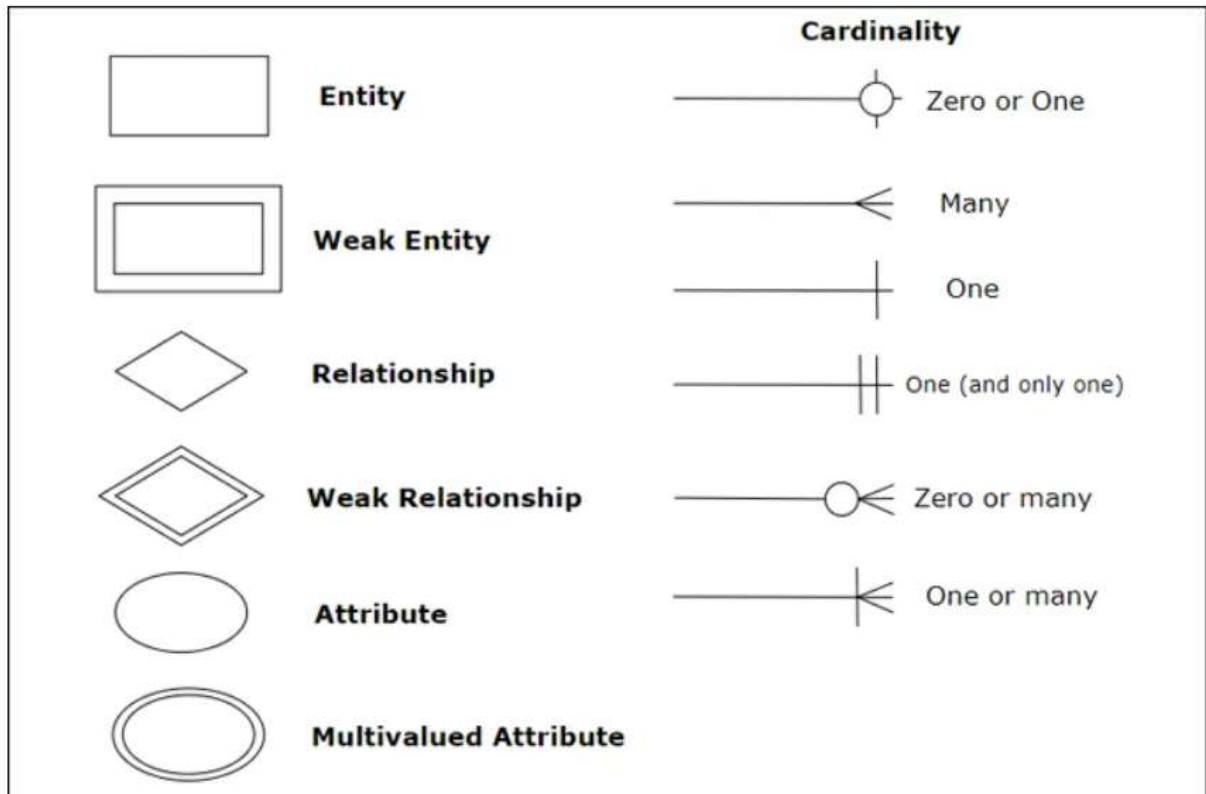 Cardinality
Entity
Zero or One
Many
Weak Entity
One
Relationship
One (and only one)
Weak Relationship
Zero or many
Attribute
One or many
Multivalued Attribute